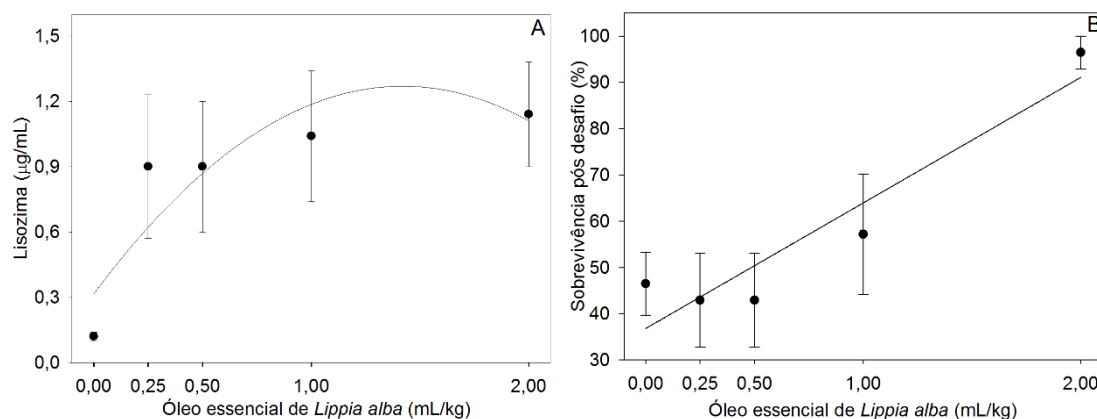 A
1,5
1,2
0,9
0,6
0,3
0,0
Lisozima (µg/mL)
0,00 0,25 0,50 1,00 2,00
Óleo essencial de Lippia alba (mL/kg)
B
100
90
80
70
60
50
40
30
Sobrevivência pós desafio (%)
0,00 0,25 0,50 1,00 2,00
Óleo essencial de Lippia alba (mL/kg)